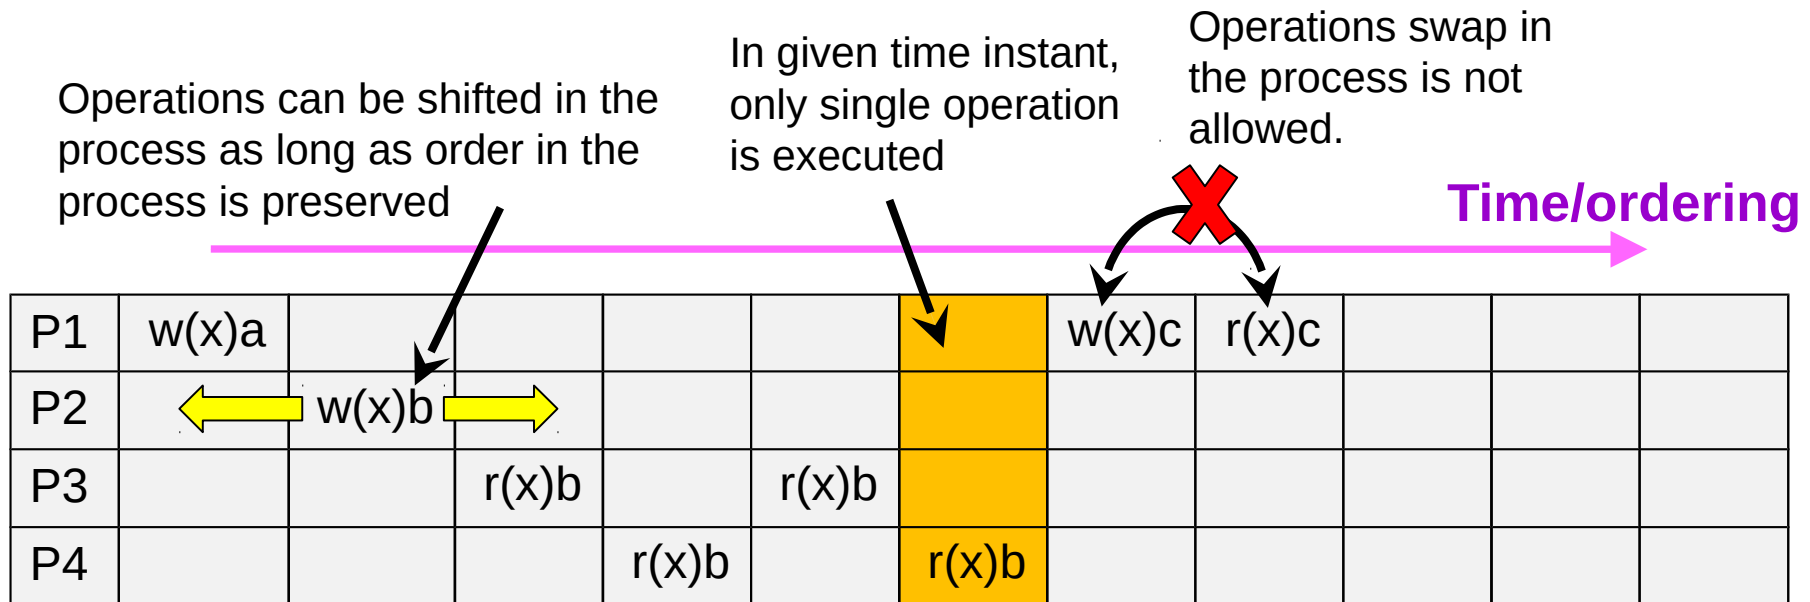 Operations can be shifted in the
process as long as order in the
process is preserved
In given time instant,
only single operation
is executed
Operations swap in
the process is not
allowed.
Time/ordering
P1 w(x)a w(x)c r(x)c
P2 w(x)b
P3 r(x)b r(x)b
P4 r(x)b r(x)b